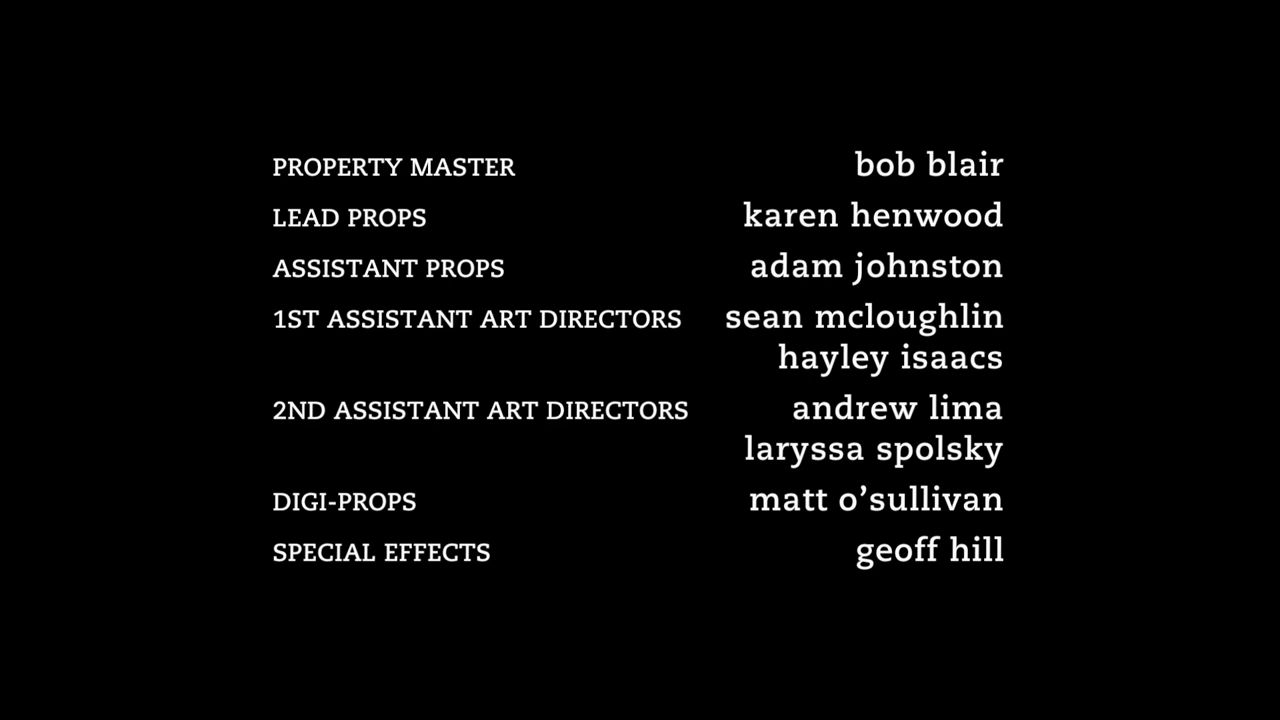 PROPERTY MASTER bob blair
LEAD PROPS karen henwood
ASSISTANT PROPS adam johnston
1ST ASSISTANT ART DIRECTORS sean mcloughlin
hayley isaacs
2ND ASSISTANT ART DIRECTORS andrew lima
laryssa spolsky
DIGI-PROPS matt o’sullivan
SPECIAL EFFECTS geoff hill